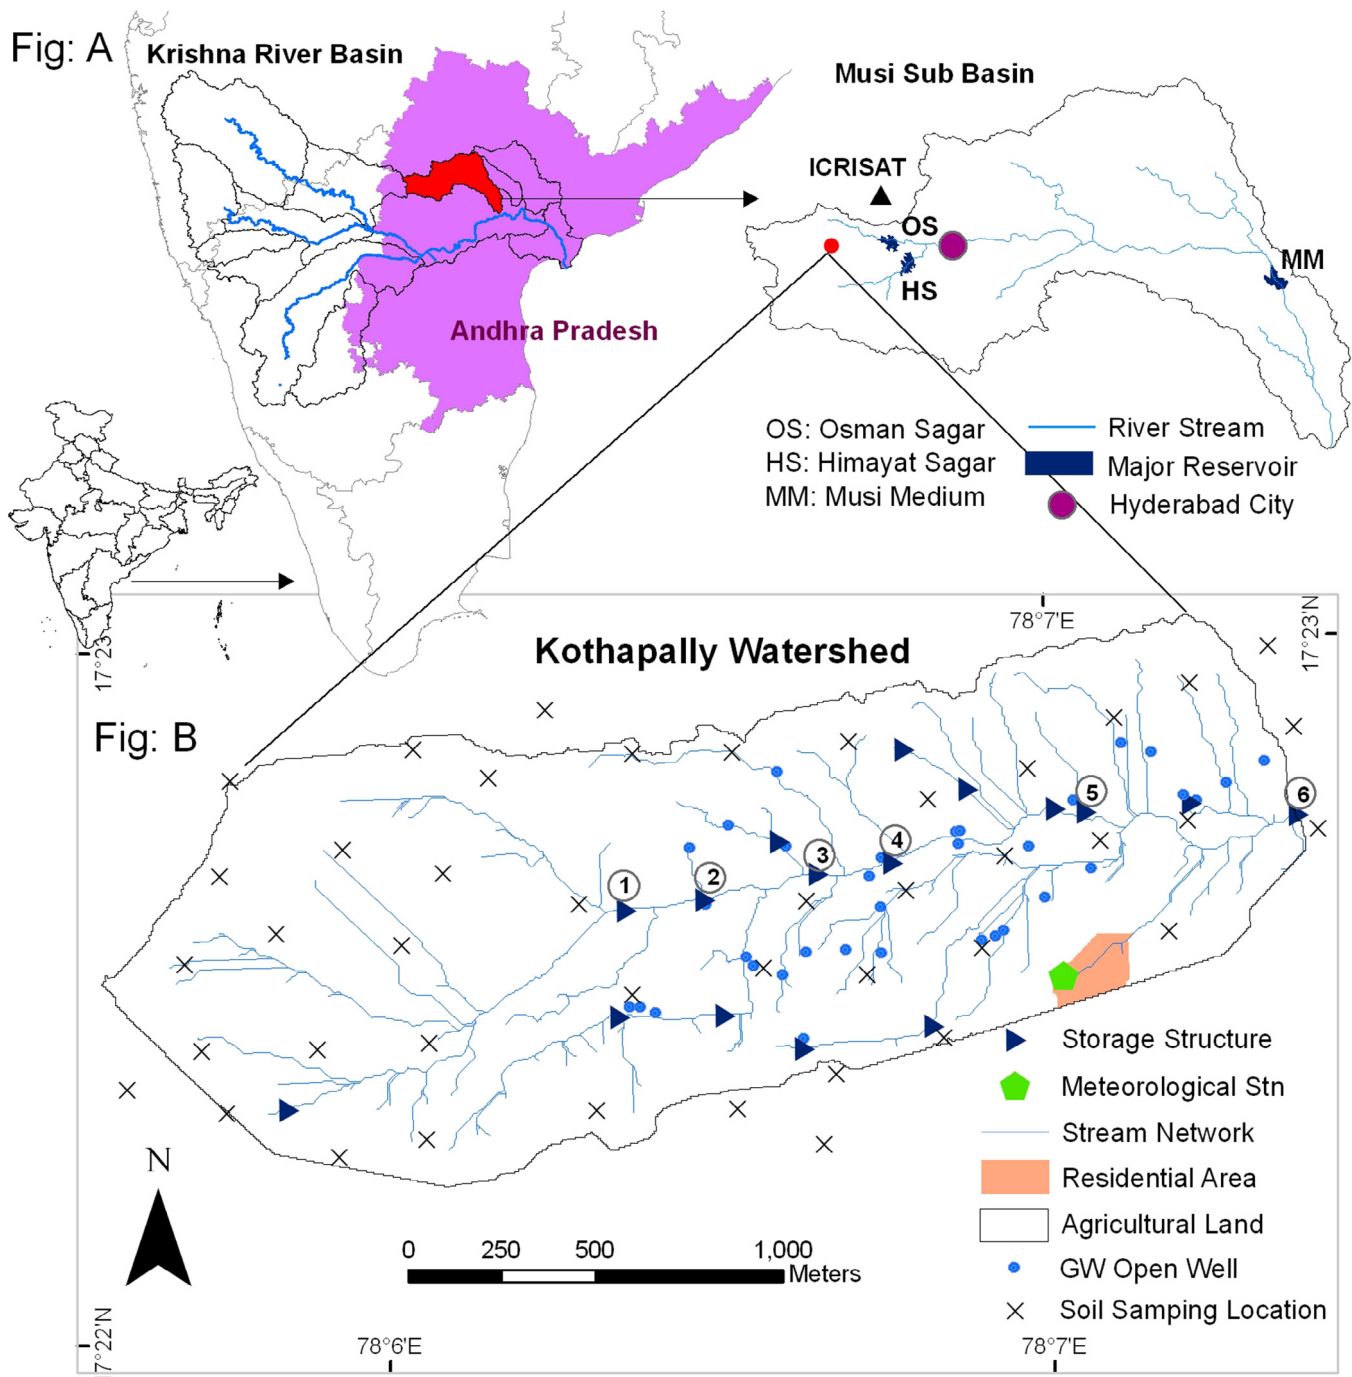 Fig: A
Krishna River Basin
Musi Sub Basin
ICRISAT
OS
HS
MM
Andhra Pradesh
OS: Osman Sagar
HS: Himayat Sagar
MM: Musi Medium
River Stream
Major Reservoir
Hyderabad City
78°7'E
17°23
17°23'N
Kothapally Watershed
Fig: B
1
2
3
4
5
6
Storage Structure
Meteorological Stn
Stream Network
Residential Area
Agricultural Land
GW Open Well
Soil Samping Location
N
0 250 500 1,000
Meters
7°22'N
78°6'E
78°7'E